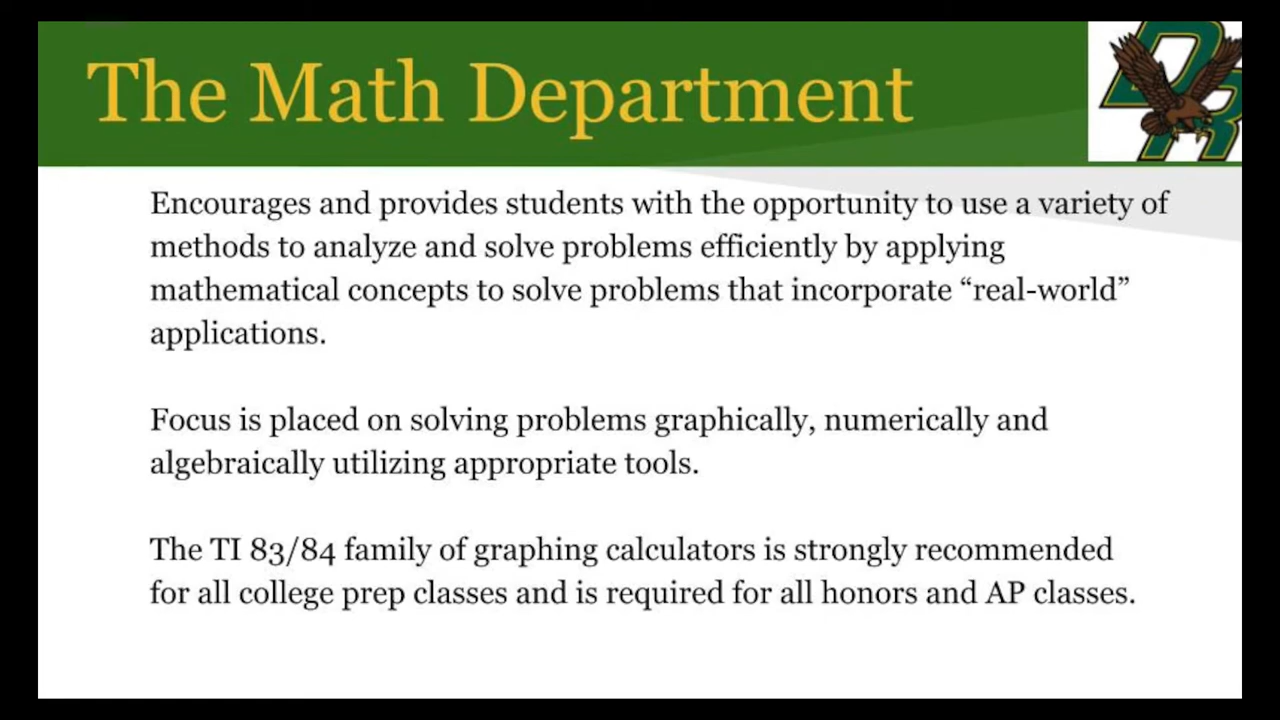 The Math Department
DR
Encourages and provides students with the opportunity to use a variety of
methods to analyze and solve problems efficiently by applying
mathematical concepts to solve problems that incorporate “real-world”
applications.
Focus is placed on solving problems graphically, numerically and
algebraically utilizing appropriate tools.
The TI 83/84 family of graphing calculators is strongly recommended
for all college prep classes and is required for all honors and AP classes.